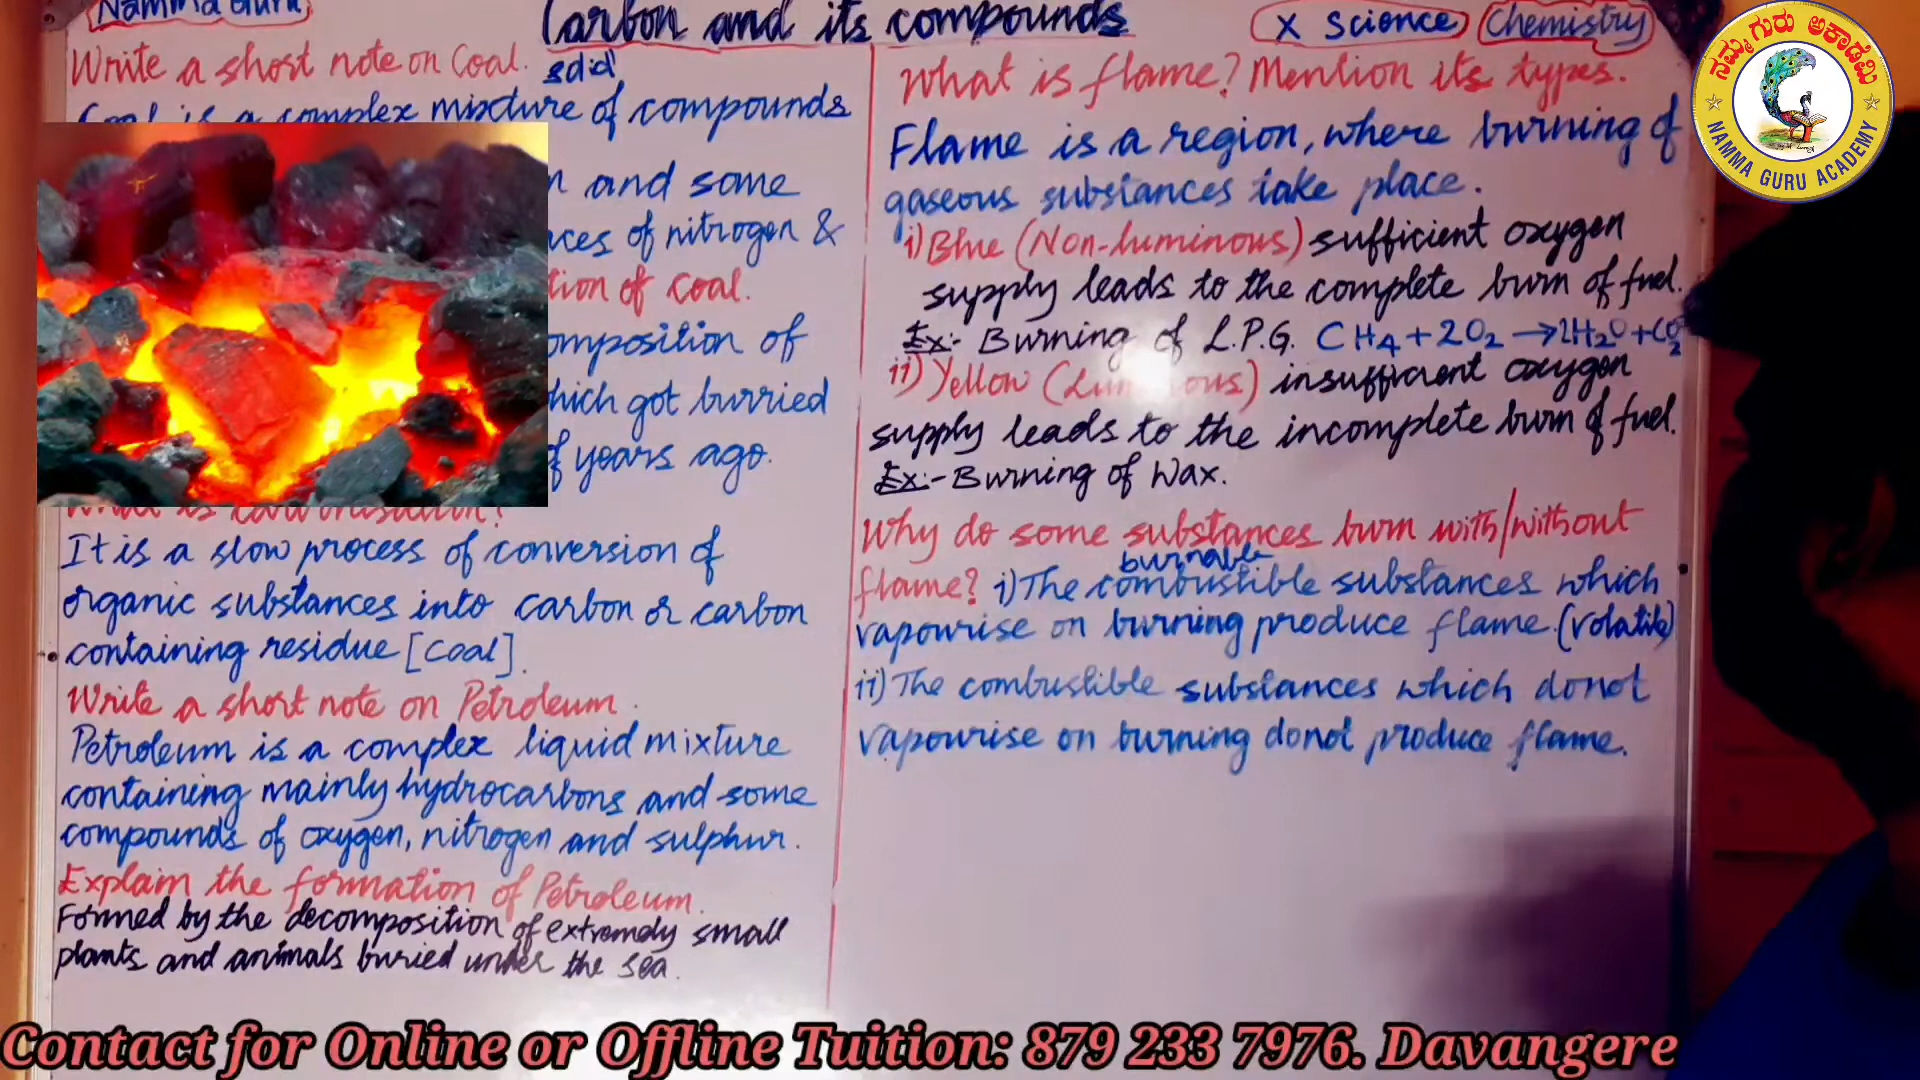 Namma Guru
Carbon and its compounds
X Science
Chemistry
ನಮ್ಮ ಗುರು ಅಕಾಡೆಮಿ
NAMMA GURU ACADEMY
Write a short note on Coal.
solid
Coal is a complex mixture of compounds
and some
of nitrogen &
of Coal.
of
got burried
of years ago.
What is carbonisation?
It is a slow process of conversion of
organic substances into carbon or carbon
containing residue [Coal].
Write a short note on Petroleum.
Petroleum is a complex liquid mixture
containing mainly hydrocarbons and some
compounds of oxygen, nitrogen and sulphur.
Explain the formation of Petroleum.
Formed by the decomposition of extremely small
plants and animals buried under the sea.
What is flame? Mention its types.
Flame is a region, where burning of
gaseous substances take place.
i) Blue (Non-luminous) sufficient oxygen
supply leads to the complete burn of fuel.
Ex:- Burning of L.P.G. CH4 + 2O2 → 2H2O + CO2
ii) Yellow (Luminous) insufficient oxygen
supply leads to the incomplete burn of fuel.
Ex:- Burning of Wax.
Why do some substances burn with/without
burnable
flame? i) The combustible substances which
vapourise on burning produce flame. (volatile)
ii) The combustible substances which donot
vapourise on burning donot produce flame.
Contact for Online or Offline Tuition: 879 233 7976. Davangere